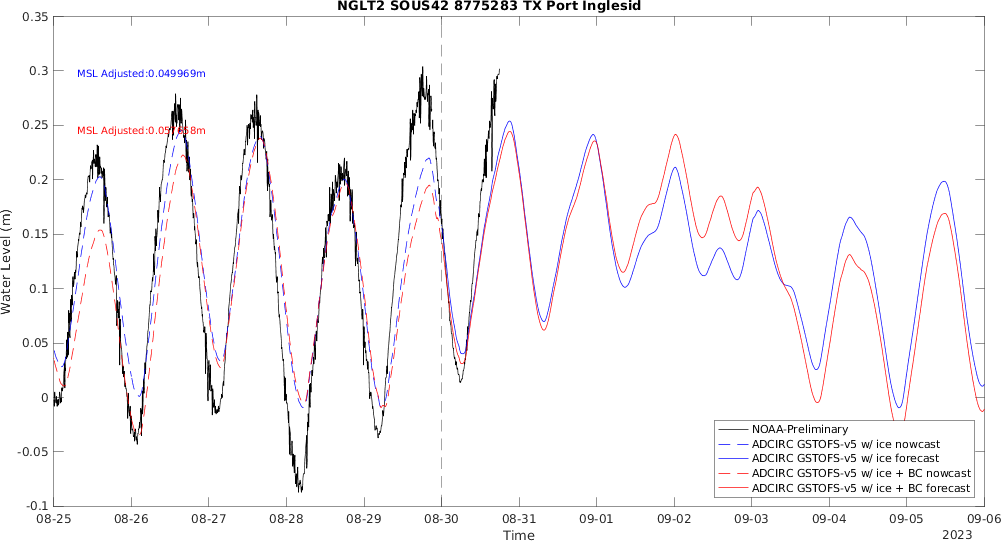 NGLT2 SOUS42 8775283 TX Port Inglesid
0.35
0.3
0.25
0.2
0.15
0.1
0.05
0
-0.05
-0.1
Water Level (m)
MSL Adjusted:0.049969m
MSL
NOAA-Preliminary
ADCIRC GSTOFS-v5 w/ ice nowcast
ADCIRC GSTOFS-v5 w/ ice forecast
ADCIRC GSTOFS-v5 w/ ice + BC nowcast
ADCIRC GSTOFS-v5 w/ ice + BC forecast
08-25 08-26 08-27 08-28 08-29 08-30 08-31 09-01 09-02 09-03 09-04 09-05 09-06
Time
2023